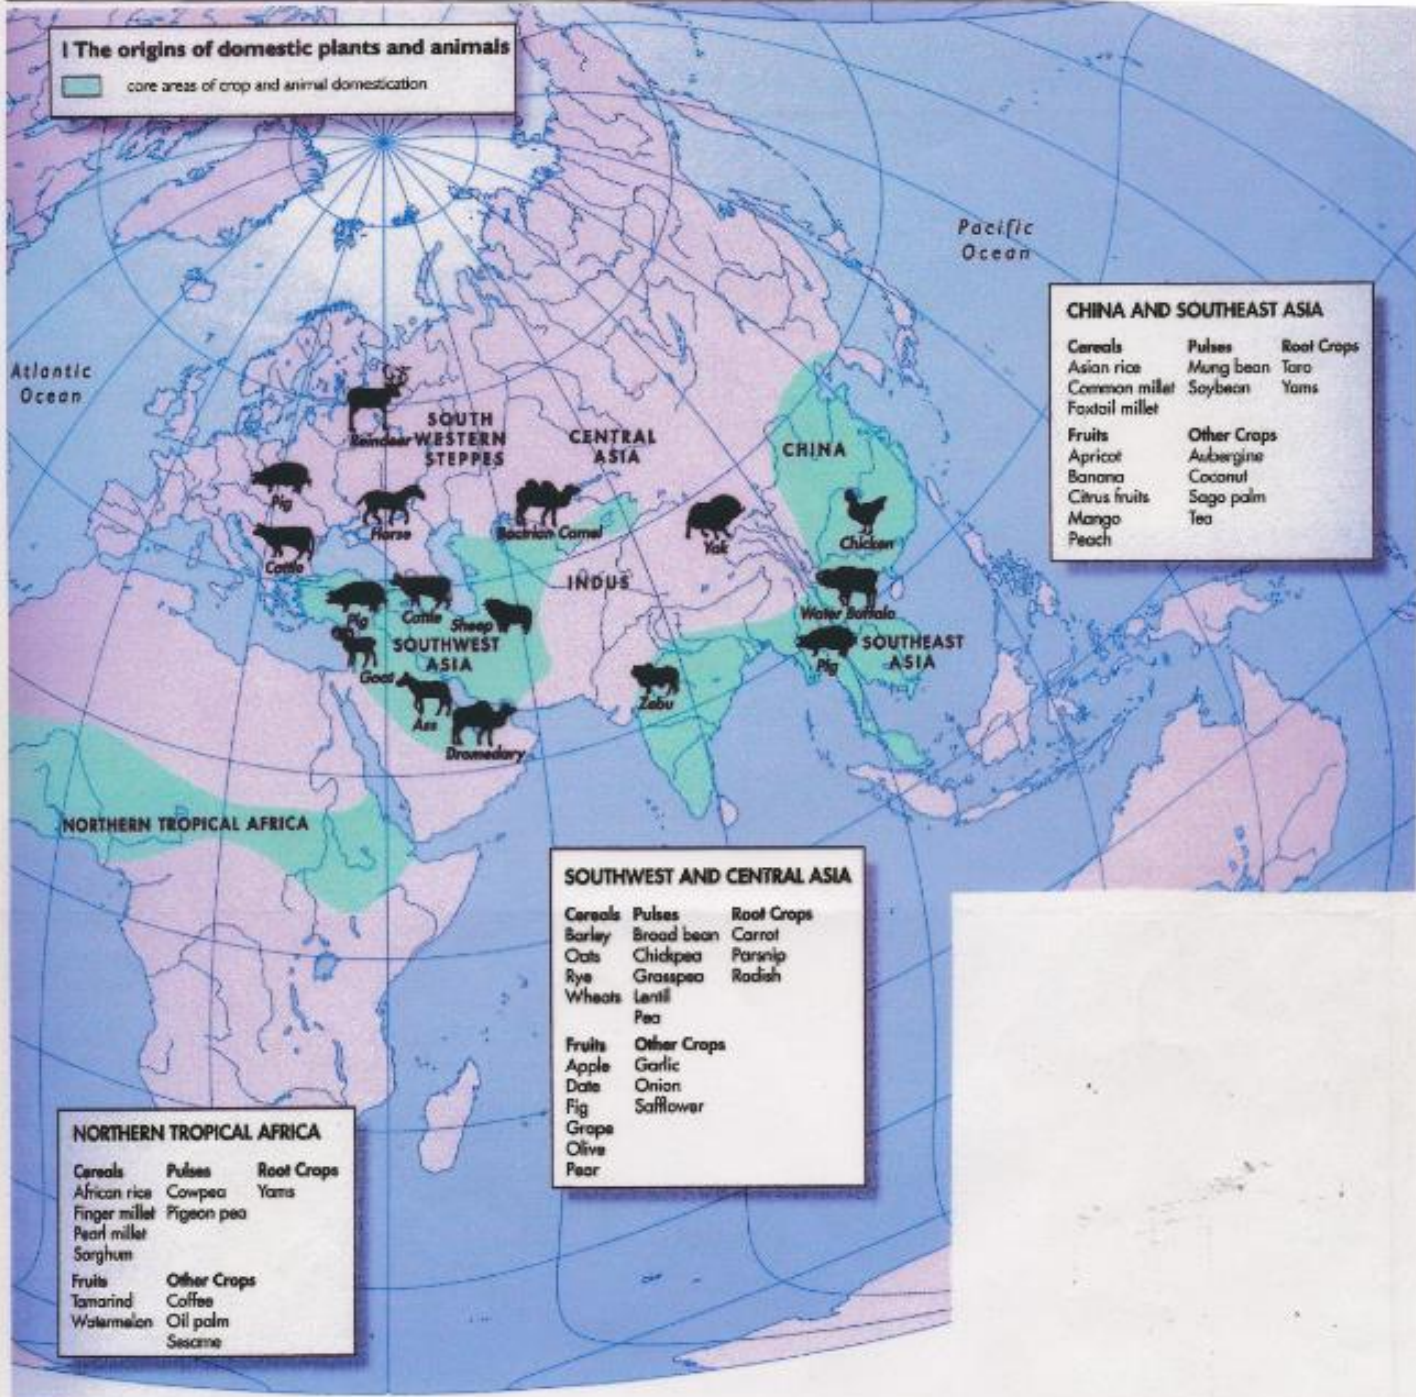 I The origins of domestic plants and animals
core areas of crop and animal domestication
Pacific
Ocean
Atlantic
Ocean
CHINA AND SOUTHEAST ASIA
Cereals Pulses Root Crops
Asian rice Mung bean Taro
Common millet Soybean Yams
Foxtail millet
Fruits Other Crops
Apricot Aubergine
Banana Coconut
Citrus fruits Sago palm
Mango Tea
Peach
Reindeer
SOUTH
WESTERN
STEPPES
CENTRAL
ASIA
CHINA
Pig
Horse
Bactrian Camel
Yak
Chicken
Cattle
INDUS
Pig
Cattle
Sheep
Water Buffalo
SOUTHWEST
ASIA
Goat
Pig
SOUTHEAST
ASIA
Ass
Zebu
Dromedary
NORTHERN TROPICAL AFRICA
SOUTHWEST AND CENTRAL ASIA
Cereals Pulses Root Crops
Barley Broad bean Carrot
Oats Chickpea Parsnip
Rye Grasspea Radish
Wheats Lentil
Pea
Fruits Other Crops
Apple Garlic
Date Onion
Fig Safflower
Grape
Olive
Pear
NORTHERN TROPICAL AFRICA
Cereals Pulses Root Crops
African rice Cowpea Yams
Finger millet Pigeon pea
Pearl millet
Sorghum
Fruits Other Crops
Tamarind Coffee
Watermelon Oil palm
Sesame